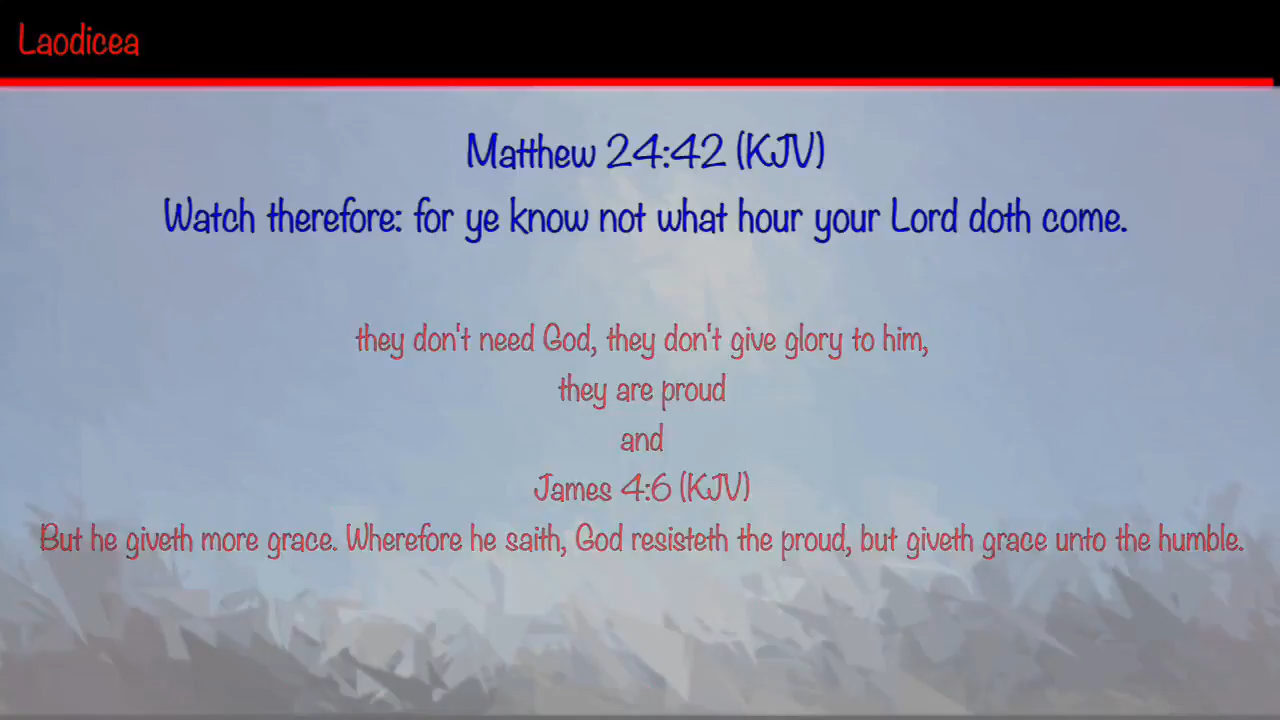 Laodicea
Matthew 24:42 (KJV)
Watch therefore: for ye know not what hour your Lord doth come.
they don't need God, they don't give glory to him,
they are proud
and
James 4:6 (KJV)
But he giveth more grace. Wherefore he saith, God resisteth the proud, but giveth grace unto the humble.